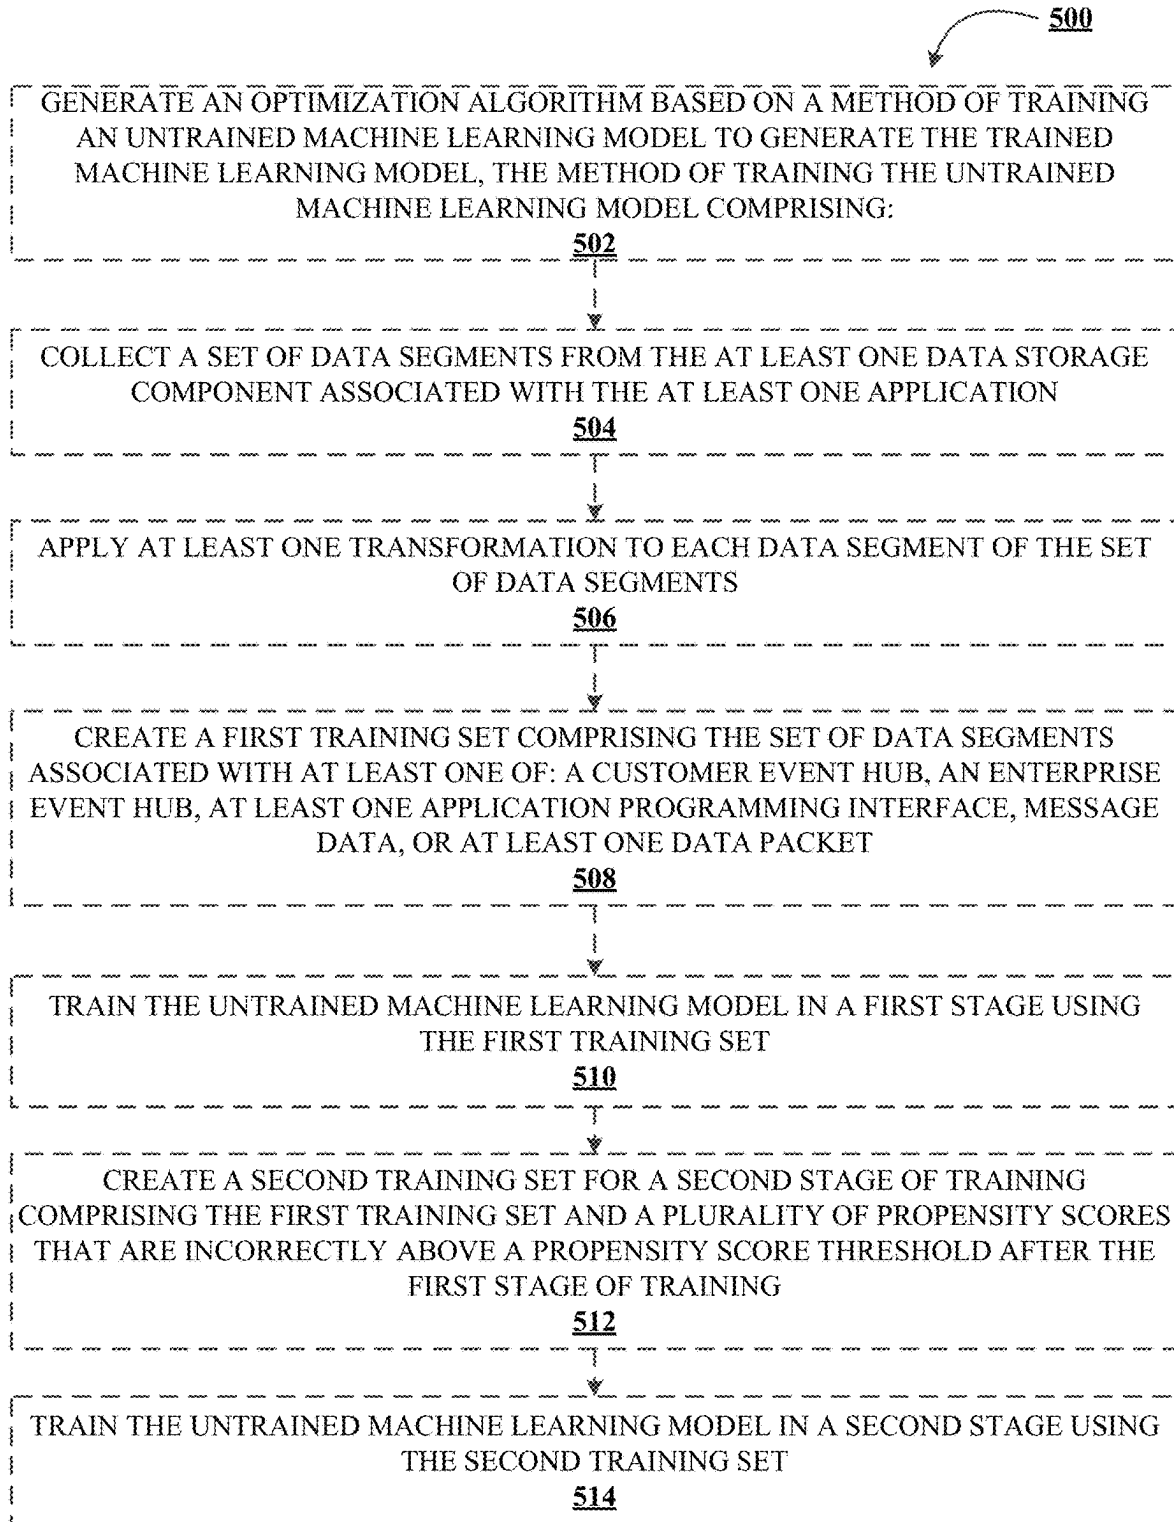 500
GENERATE AN OPTIMIZATION ALGORITHM BASED ON A METHOD OF TRAINING
AN UNTRAINED MACHINE LEARNING MODEL TO GENERATE THE TRAINED
MACHINE LEARNING MODEL, THE METHOD OF TRAINING THE UNTRAINED
MACHINE LEARNING MODEL COMPRISING:
502
COLLECT A SET OF DATA SEGMENTS FROM THE AT LEAST ONE DATA STORAGE
COMPONENT ASSOCIATED WITH THE AT LEAST ONE APPLICATION
504
APPLY AT LEAST ONE TRANSFORMATION TO EACH DATA SEGMENT OF THE SET
OF DATA SEGMENTS
506
CREATE A FIRST TRAINING SET COMPRISING THE SET OF DATA SEGMENTS
ASSOCIATED WITH AT LEAST ONE OF: A CUSTOMER EVENT HUB, AN ENTERPRISE
EVENT HUB, AT LEAST ONE APPLICATION PROGRAMMING INTERFACE, MESSAGE
DATA, OR AT LEAST ONE DATA PACKET
508
TRAIN THE UNTRAINED MACHINE LEARNING MODEL IN A FIRST STAGE USING
THE FIRST TRAINING SET
510
CREATE A SECOND TRAINING SET FOR A SECOND STAGE OF TRAINING
COMPRISING THE FIRST TRAINING SET AND A PLURALITY OF PROPENSITY SCORES
THAT ARE INCORRECTLY ABOVE A PROPENSITY SCORE THRESHOLD AFTER THE
FIRST STAGE OF TRAINING
512
TRAIN THE UNTRAINED MACHINE LEARNING MODEL IN A SECOND STAGE USING
THE SECOND TRAINING SET
514